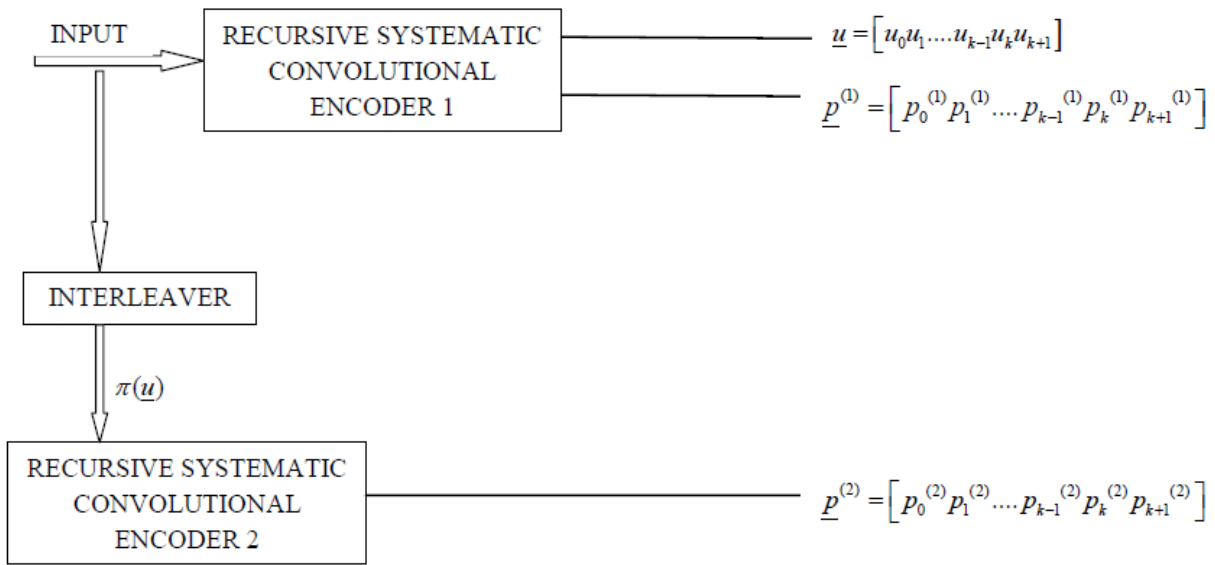 INPUT
RECURSIVE SYSTEMATIC
CONVOLUTIONAL
ENCODER 1
u = [u₀u₁....uₖ₋₁uₖuₖ₊₁]
p⁽¹⁾ = [p₀⁽¹⁾p₁⁽¹⁾....pₖ₋₁⁽¹⁾pₖ⁽¹⁾pₖ₊₁⁽¹⁾]
INTERLEAVER
π(u)
RECURSIVE SYSTEMATIC
CONVOLUTIONAL
ENCODER 2
p⁽²⁾ = [p₀⁽²⁾p₁⁽²⁾....pₖ₋₁⁽²⁾pₖ⁽²⁾pₖ₊₁⁽²⁾]